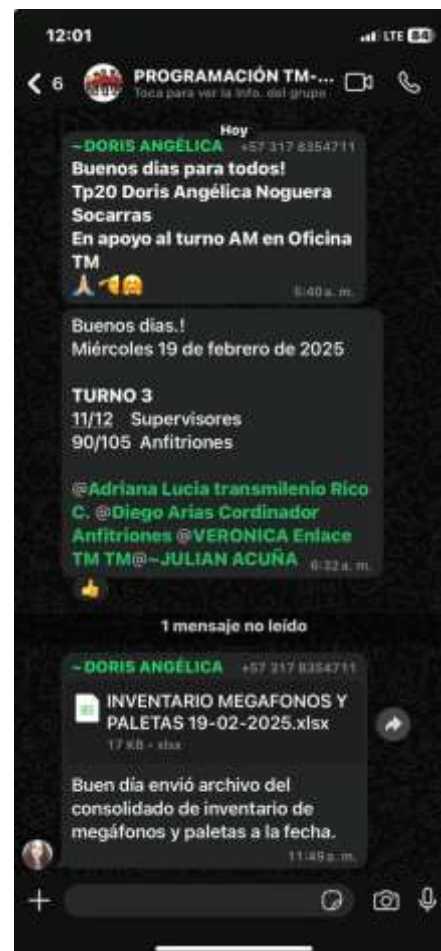 12:01
LTE 84
6
PROGRAMACIÓN TM-...
Toca para ver la info. del grupo
Hoy
~DORIS ANGÉLICA +57 317 8354711
Buenos días para todos!
Tp20 Doris Angélica Noguera
Socarras
En apoyo al turno AM en Oficina
TM
5:40 a. m.
Buenos días.!
Miércoles 19 de febrero de 2025
TURNO 3
11/12 Supervisores
90/105 Anfitriones
@Adriana Lucia transmilenio Rico
C. @Diego Arias Cordinador
Anfitriones @VERONICA Enlace
TM TM@~JULIAN ACUÑA
6:32 a. m.
1 mensaje no leído
~DORIS ANGÉLICA +57 317 8354711
INVENTARIO MEGAFONOS Y
PALETAS 19-02-2025.xlsx
17 KB • xlsx
Buen día envió archivo del
consolidado de inventario de
megáfonos y paletas a la fecha.
11:45 a. m.